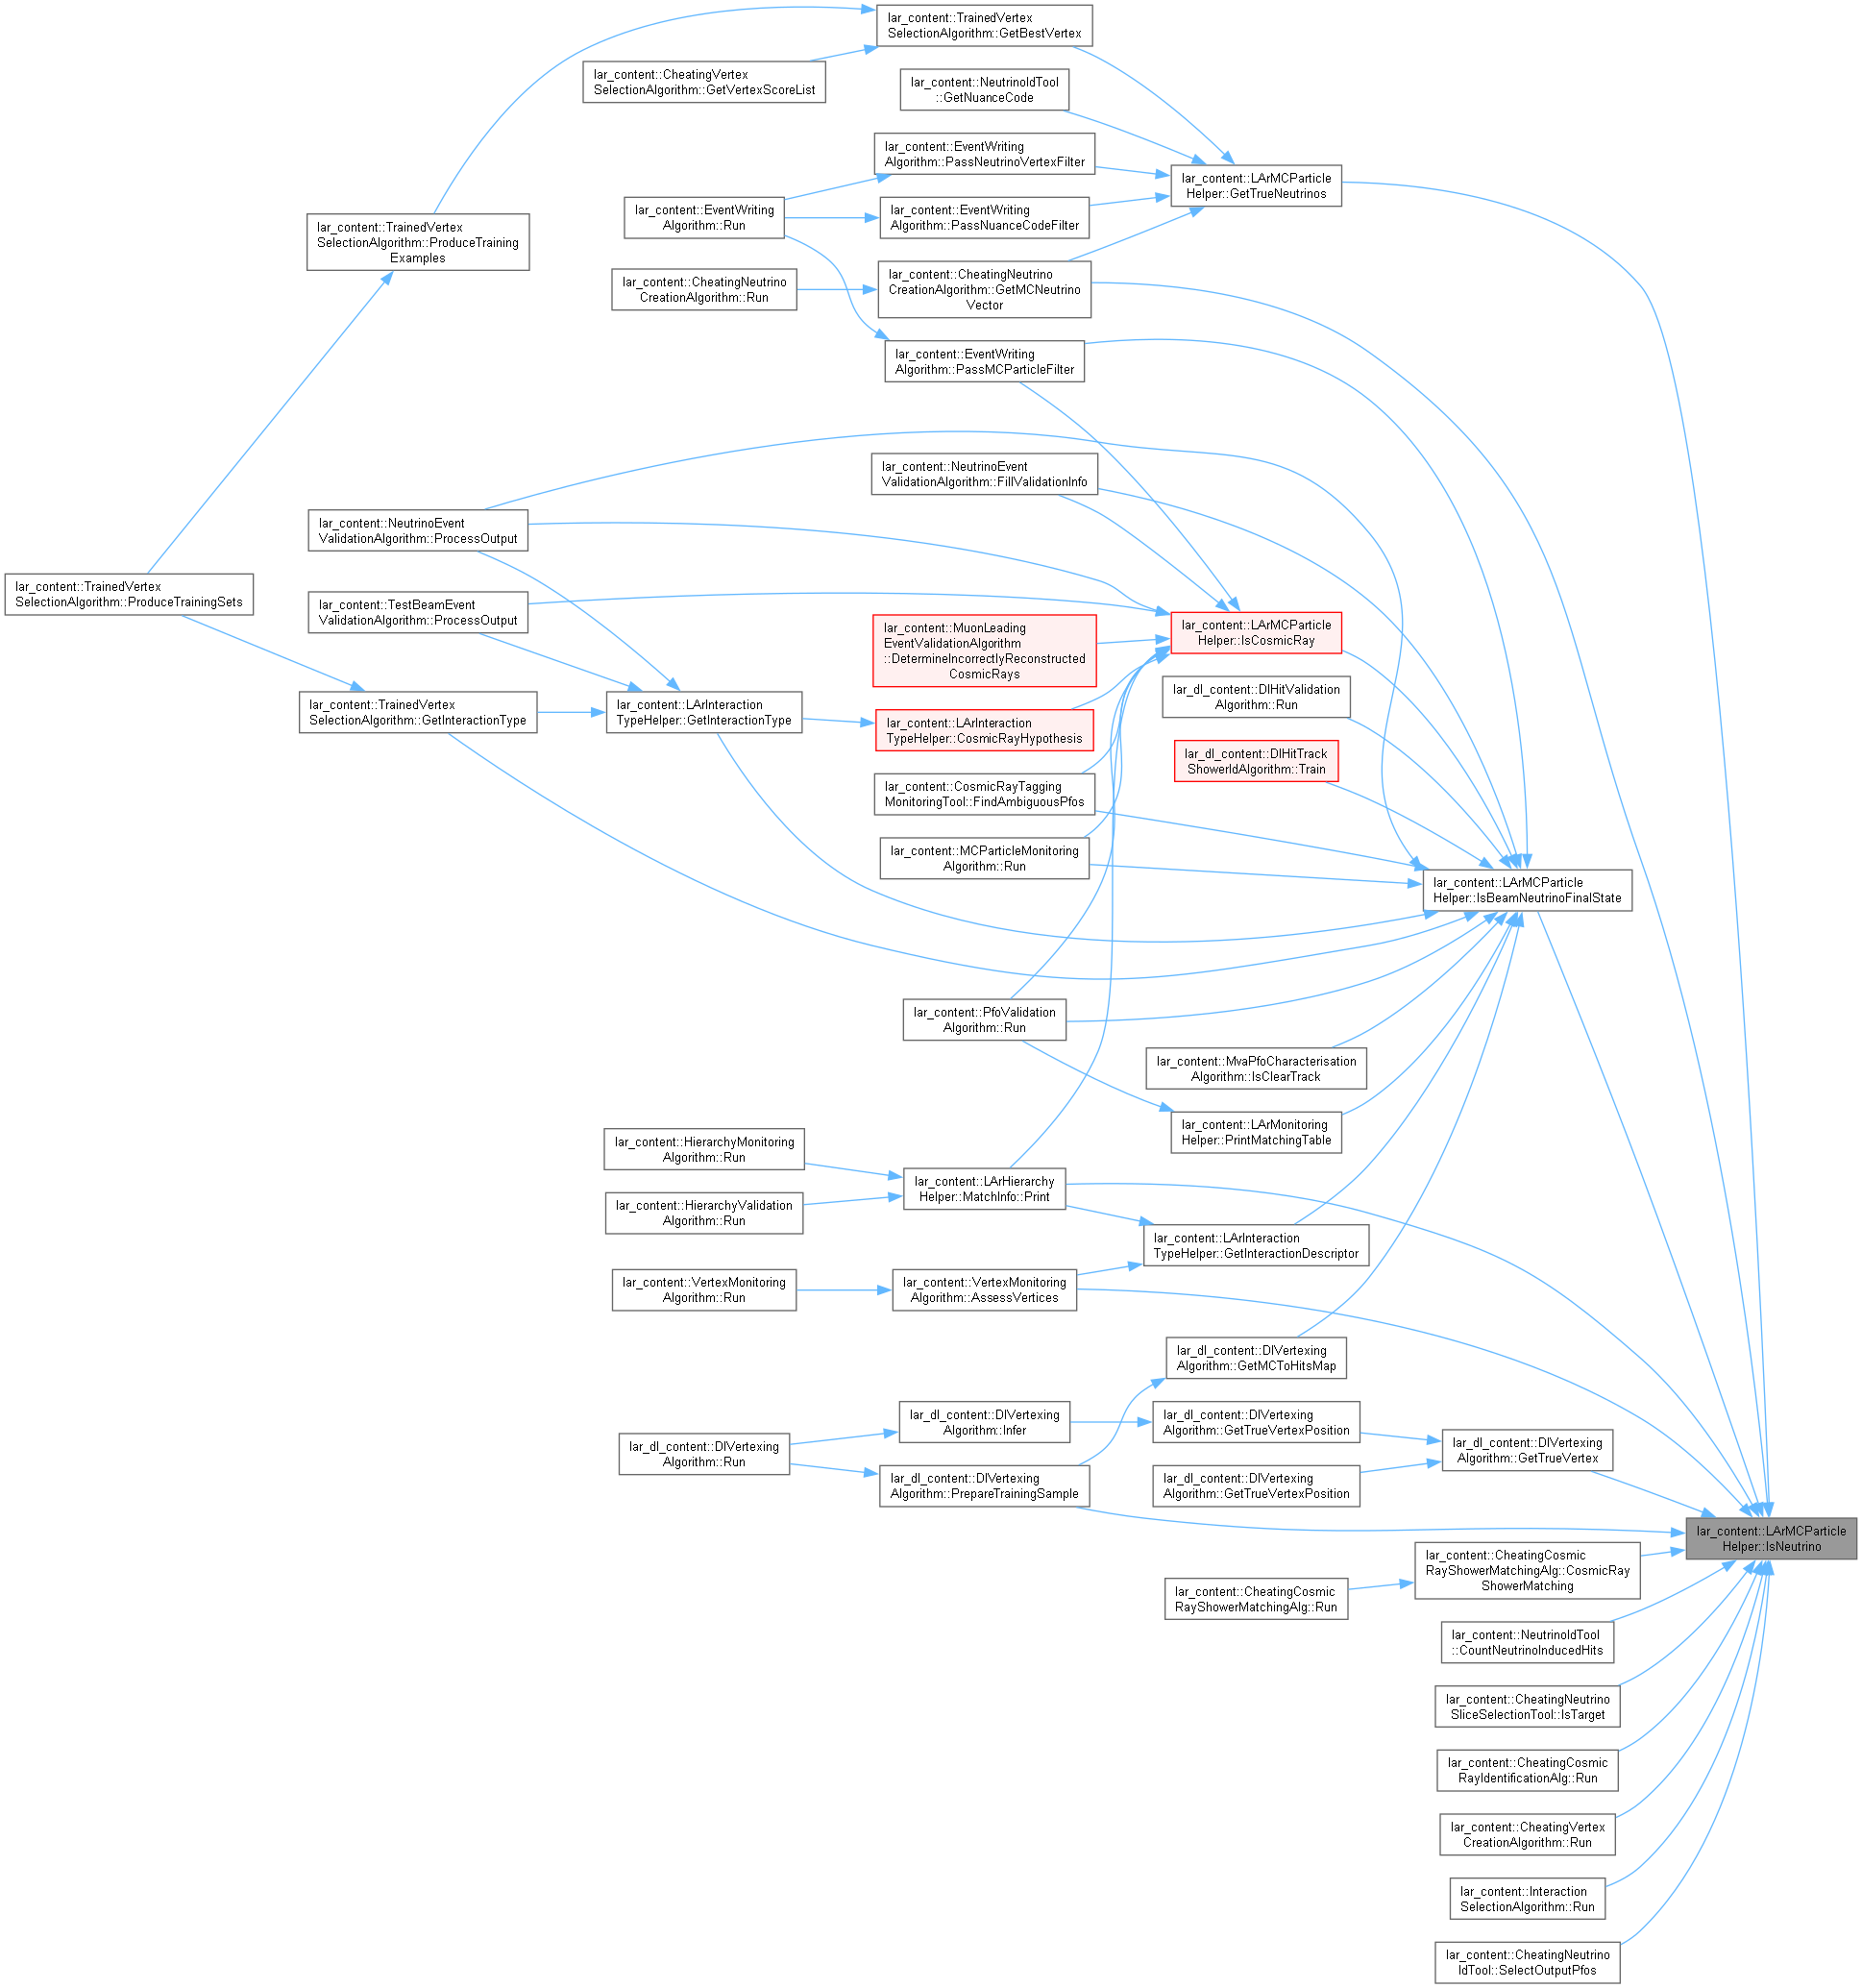 lar_content::TrainedVertex
SelectionAlgorithm::GetBestVertex
lar_content::CheatingVertex
SelectionAlgorithm::GetVertexScoreList
lar_content::NeutrinoIdTool
::GetNuanceCode
lar_content::EventWriting
Algorithm::PassNeutrinoVertexFilter
lar_content::LArMCParticle
Helper::GetTrueNeutrinos
lar_content::EventWriting
Algorithm::Run
lar_content::EventWriting
Algorithm::PassNuanceCodeFilter
lar_content::TrainedVertex
SelectionAlgorithm::ProduceTraining
Examples
lar_content::CheatingNeutrino
CreationAlgorithm::Run
lar_content::CheatingNeutrino
CreationAlgorithm::GetMCNeutrino
Vector
lar_content::EventWriting
Algorithm::PassMCParticleFilter
lar_content::NeutrinoEvent
ValidationAlgorithm::FillValidationInfo
lar_content::NeutrinoEvent
ValidationAlgorithm::ProcessOutput
lar_content::TrainedVertex
SelectionAlgorithm::ProduceTrainingSets
lar_content::TestBeamEvent
ValidationAlgorithm::ProcessOutput
lar_content::MuonLeading
EventValidationAlgorithm
::DetermineIncorrectlyReconstructed
CosmicRays
lar_content::LArMCParticle
Helper::IsCosmicRay
lar_dl_content::DlHitValidation
Algorithm::Run
lar_content::TrainedVertex
SelectionAlgorithm::GetInteractionType
lar_content::LArInteraction
TypeHelper::GetInteractionType
lar_content::LArInteraction
TypeHelper::CosmicRayHypothesis
lar_dl_content::DlHitTrack
ShowerIdAlgorithm::Train
lar_content::CosmicRayTagging
MonitoringTool::FindAmbiguousPfos
lar_content::MCParticleMonitoring
Algorithm::Run
lar_content::LArMCParticle
Helper::IsBeamNeutrinoFinalState
lar_content::PfoValidation
Algorithm::Run
lar_content::MvaPfoCharacterisation
Algorithm::IsClearTrack
lar_content::LArMonitoring
Helper::PrintMatchingTable
lar_content::HierarchyMonitoring
Algorithm::Run
lar_content::LArHierarchy
Helper::MatchInfo::Print
lar_content::HierarchyValidation
Algorithm::Run
lar_content::LArInteraction
TypeHelper::GetInteractionDescriptor
lar_content::VertexMonitoring
Algorithm::Run
lar_content::VertexMonitoring
Algorithm::AssessVertices
lar_dl_content::DlVertexing
Algorithm::GetMCToHitsMap
lar_dl_content::DlVertexing
Algorithm::Infer
lar_dl_content::DlVertexing
Algorithm::GetTrueVertexPosition
lar_dl_content::DlVertexing
Algorithm::Run
lar_dl_content::DlVertexing
Algorithm::GetTrueVertex
lar_dl_content::DlVertexing
Algorithm::PrepareTrainingSample
lar_dl_content::DlVertexing
Algorithm::GetTrueVertexPosition
lar_content::LArMCParticle
Helper::IsNeutrino
lar_content::CheatingCosmic
RayShowerMatchingAlg::CosmicRay
ShowerMatching
lar_content::CheatingCosmic
RayShowerMatchingAlg::Run
lar_content::NeutrinoIdTool
::CountNeutrinoInducedHits
lar_content::CheatingNeutrino
SliceSelectionTool::IsTarget
lar_content::CheatingCosmic
RayIdentificationAlg::Run
lar_content::CheatingVertex
CreationAlgorithm::Run
lar_content::Interaction
SelectionAlgorithm::Run
lar_content::CheatingNeutrino
IdTool::SelectOutputPfos